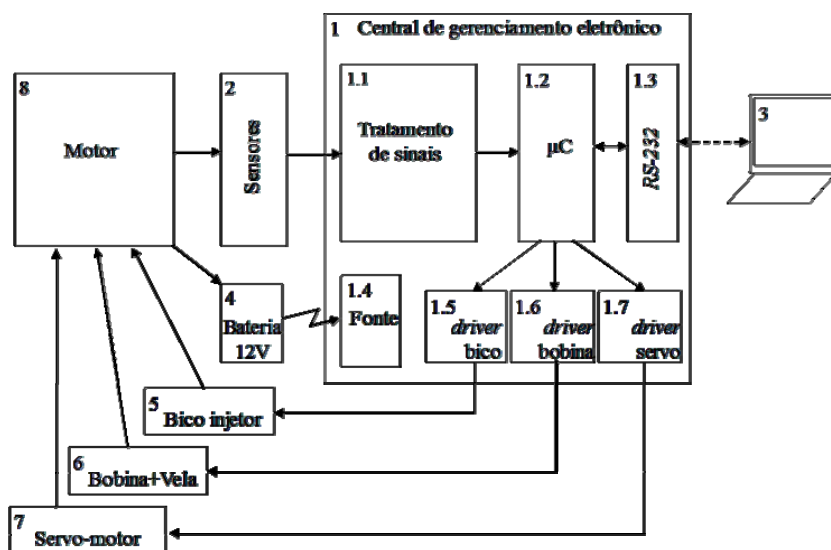 1 Central de gerenciamento eletrônico
8
Motor
2
Sensores
1.1
Tratamento
de sinais
1.2
µC
1.3
RS-232
3
4
Bateria
12V
1.4
Fonte
1.5
driver
bico
1.6
driver
bobina
1.7
driver
servo
5
Bico injetor
6
Bobina+Vela
7
Servo-motor